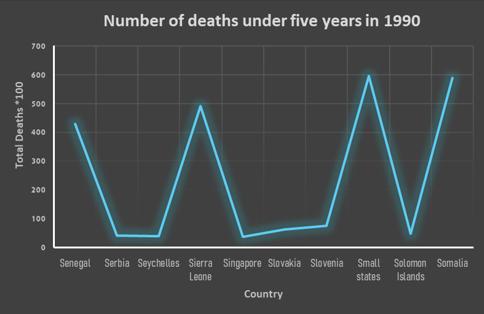 Number of deaths under five years in 1990
Total Deaths *100
700
600
500
400
300
200
100
0
Senegal Serbia Seychelles Sierra Leone Singapore Slovakia Slovenia Small states Solomon Islands Somalia
Country